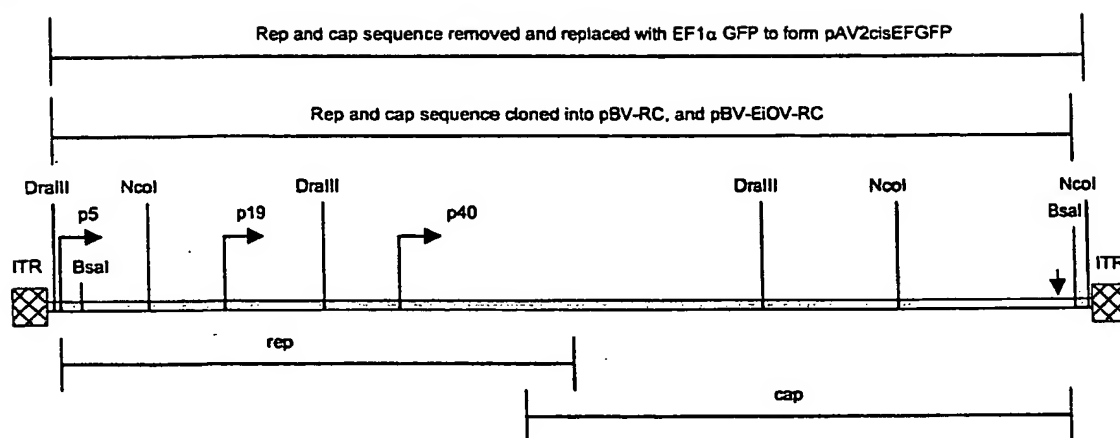 Rep and cap sequence removed and replaced with EF1α GFP to form pAV2cisEFGFP
Rep and cap sequence cloned into pBV-RC, and pBV-EiOV-RC
DraIII
NcoI
DraIII
DraIII
NcoI
NcoI
p5
p19
p40
BsaI
ITR
BsaI
ITR
rep
cap